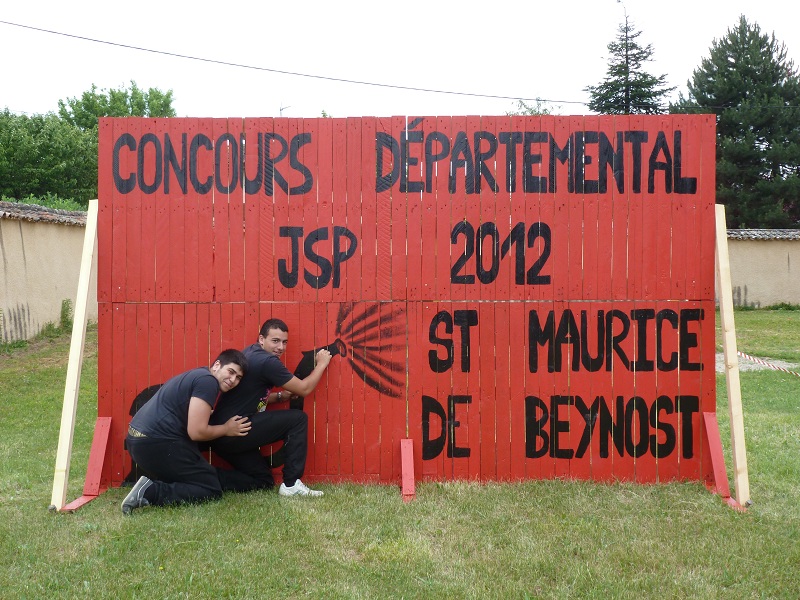 CONCOURS DÉPARTEMENTAL
JSP 2012
ST MAURICE
DE BEYNOST